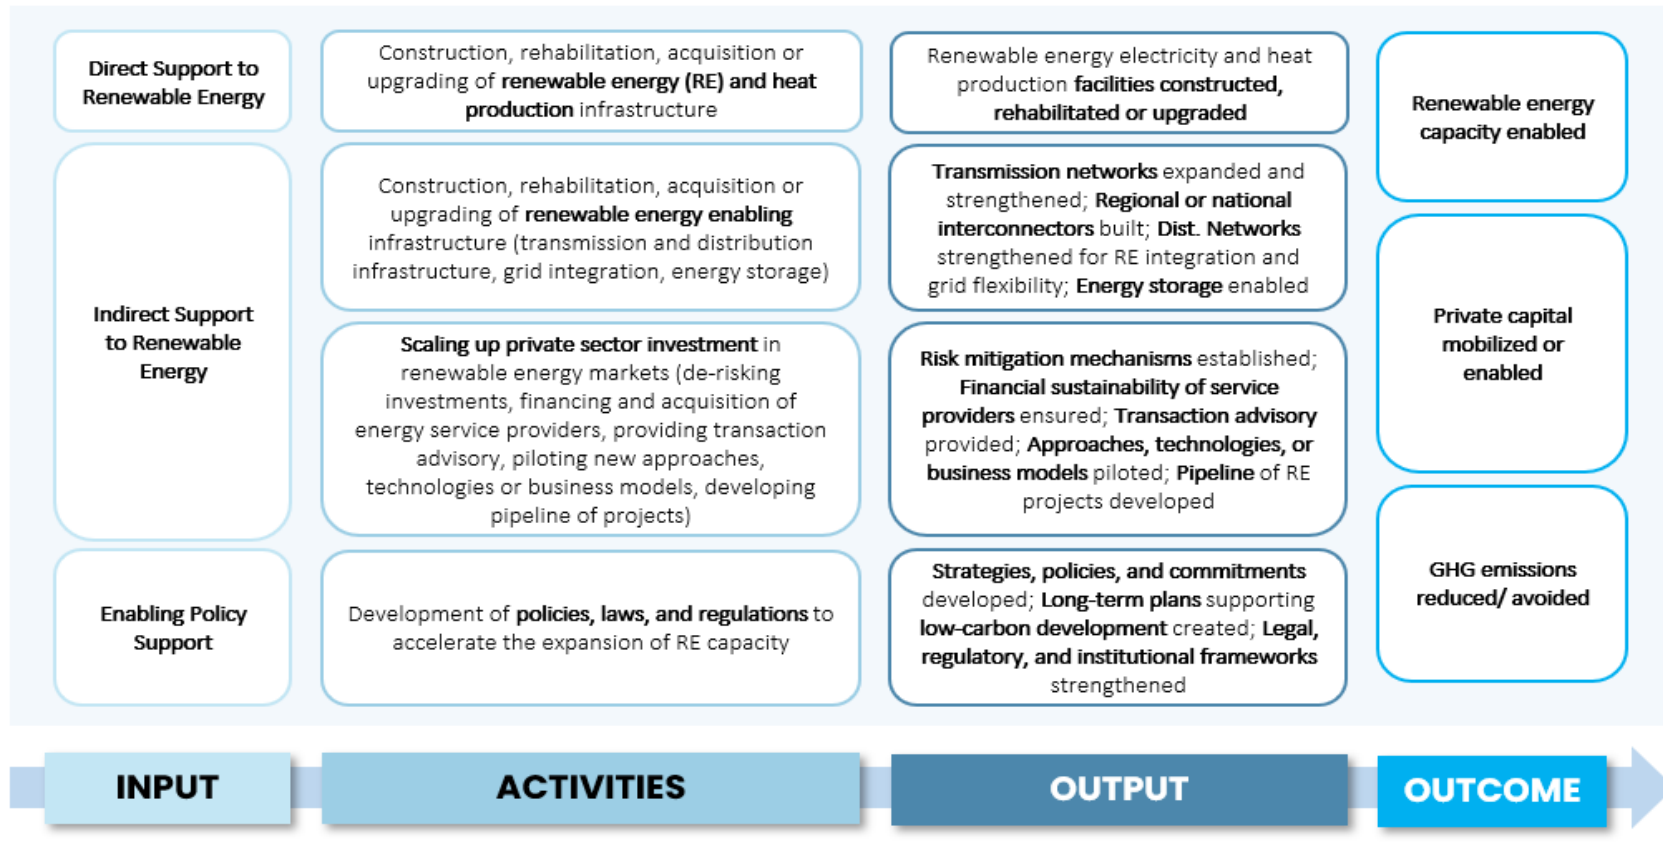 Direct Support to
Renewable Energy
Construction, rehabilitation, acquisition or
upgrading of renewable energy (RE) and heat
production infrastructure
Renewable energy electricity and heat
production facilities constructed,
rehabilitated or upgraded
Renewable energy
capacity enabled
Indirect Support
to Renewable
Energy
Construction, rehabilitation, acquisition or
upgrading of renewable energy enabling
infrastructure (transmission and distribution
infrastructure, grid integration, energy storage)
Transmission networks expanded and
strengthened; Regional or national
interconnectors built; Dist. Networks
strengthened for RE integration and
grid flexibility; Energy storage enabled
Scaling up private sector investment in
renewable energy markets (de-risking
investments, financing and acquisition of
energy service providers, providing transaction
advisory, piloting new approaches,
technologies or business models, developing
pipeline of projects)
Risk mitigation mechanisms established;
Financial sustainability of service
providers ensured; Transaction advisory
provided; Approaches, technologies, or
business models piloted; Pipeline of RE
projects developed
Private capital
mobilized or
enabled
Enabling Policy
Support
Development of policies, laws, and regulations to
accelerate the expansion of RE capacity
Strategies, policies, and commitments
developed; Long-term plans supporting
low-carbon development created; Legal,
regulatory, and institutional frameworks
strengthened
GHG emissions
reduced/ avoided
INPUT
ACTIVITIES
OUTPUT
OUTCOME